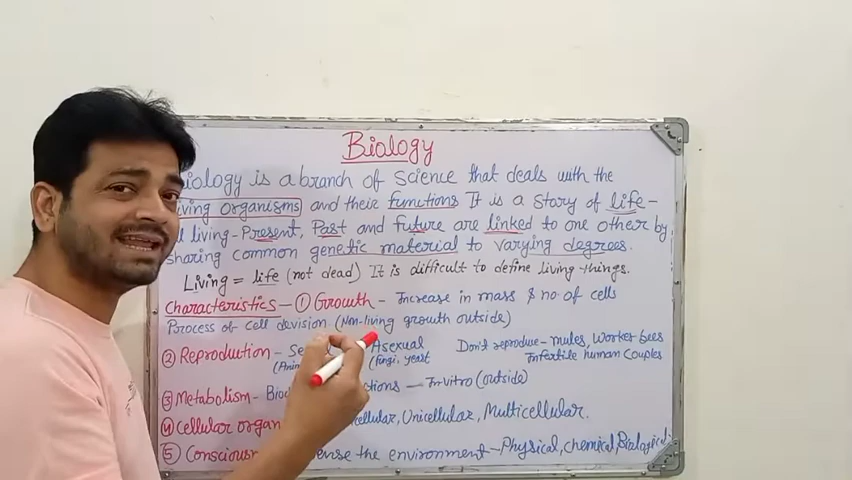 Biology
iology is a branch of Science that deals with the
iving organisms and their functions It is a story of life-
living-Present, Past and future are linked to one other by
sharing common genetic material to varying degrees.
Living = life (not dead) It is difficult to define living-things.
Characteristics - ① Growth - Increase in mass & no. of cells
Process of cell devision (Non-living growth outside)
② Reproduction - Se Asexual Don't reproduce - mules, Worker bees
(Ani (fingi, yeast Infertile human couples
③ Metabolism - Bioc ctions - Invitro (outside)
④ Cellular organ cellular, Unicellular, Multicellular.
⑤ Conscious ense the environment - Physical, chemical, Biological